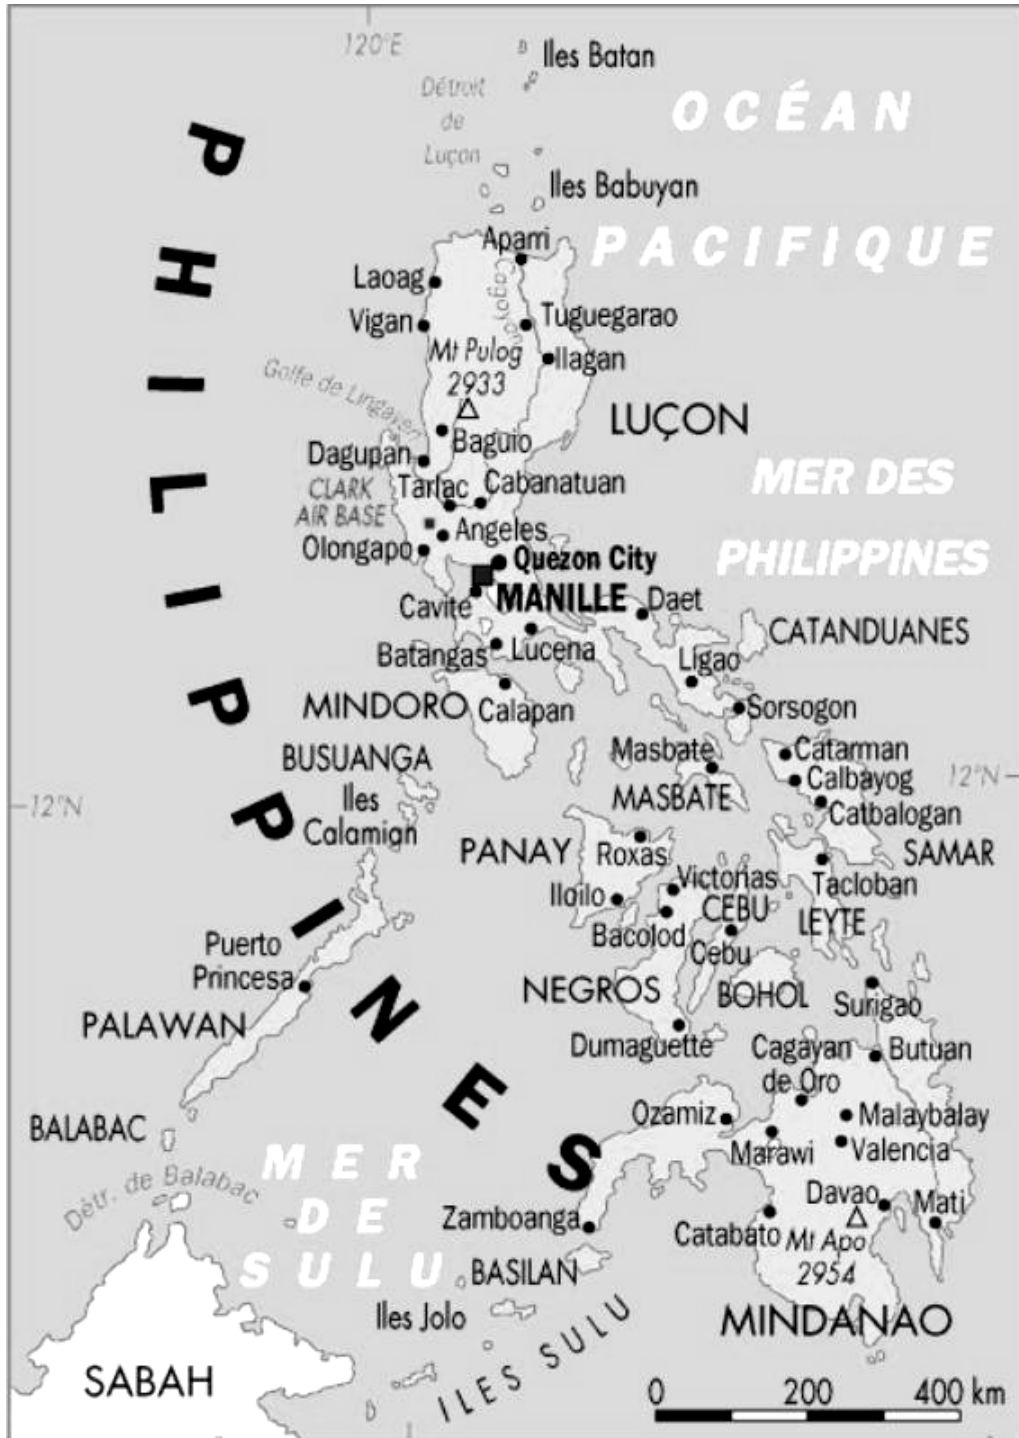 120°E
Iles Batan
Détroit
de
Luçon
OCÉAN
Iles Babuyan
PACIFIQUE
PHILIPPINES
Aparri
Cagayan
Laoag
Vigan
Tuguegarao
Ilagan
Mt Pulog
2933
Golfe de Lingayen
LUÇON
Baguio
Dagupan
CLARK
AIR BASE
Tarlac
Cabanatuan
MER DES
PHILIPPINES
Angeles
Olongapo
Quezon City
MANILLE
Cavite
Daet
CATANDUANES
Batangas
Lucena
Ligao
MINDORO
Calapan
Sorsogon
BUSUANGA
Masbate
Catarman
12°N
Calbayog
12°N
Iles
Calamian
MASBATE
Catbalogan
PANAY
Roxas
SAMAR
Victorias
Tacloban
Iloilo
CEBU
LEYTE
Bacolod
Cebu
Puerto
Princesa
NEGROS
BOHOL
Surigao
PALAWAN
Dumaguette
Cagayan
de Oro
Butuan
BALABAC
Ozamiz
Malaybalay
Marawi
Valencia
Détr. de Balabac
MER
DE
SULU
Davao
Mati
Zamboanga
Catabato
Mt Apo
2954
BASILAN
Iles Jolo
ILES SULU
MINDANAO
SABAH
0 200 400 km